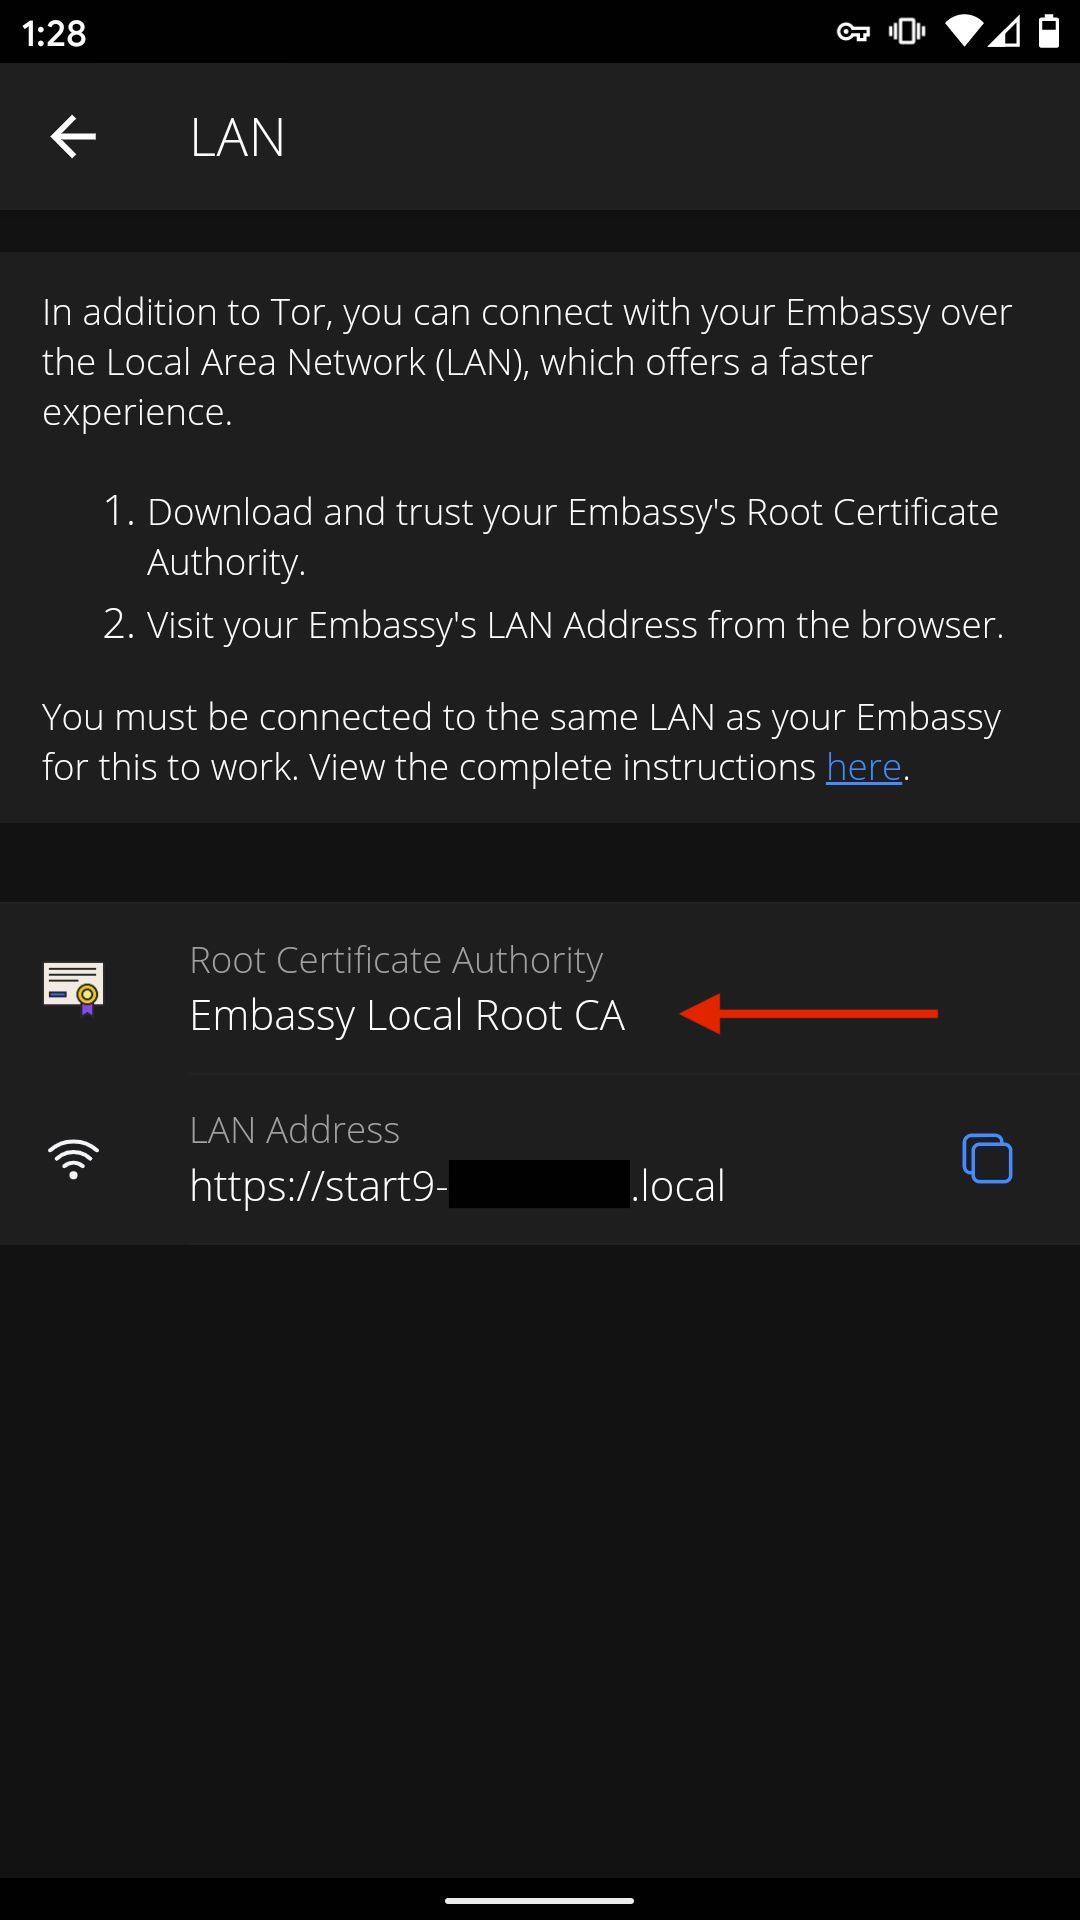 1:28
LAN
In addition to Tor, you can connect with your Embassy over
the Local Area Network (LAN), which offers a faster
experience.
1. Download and trust your Embassy's Root Certificate
Authority.
2. Visit your Embassy's LAN Address from the browser.
You must be connected to the same LAN as your Embassy
for this to work. View the complete instructions here.
Root Certificate Authority
Embassy Local Root CA
LAN Address
https://start9- .local